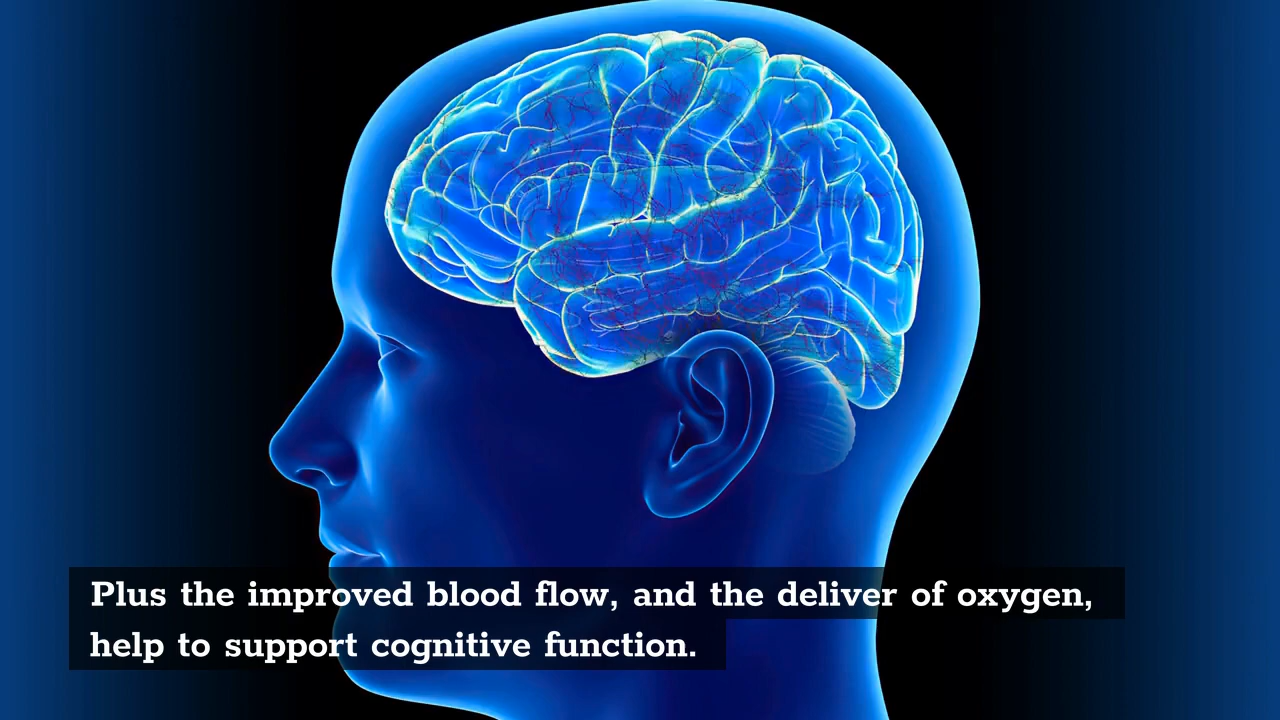 Plus the improved blood flow, and the deliver of oxygen,
help to support cognitive function.